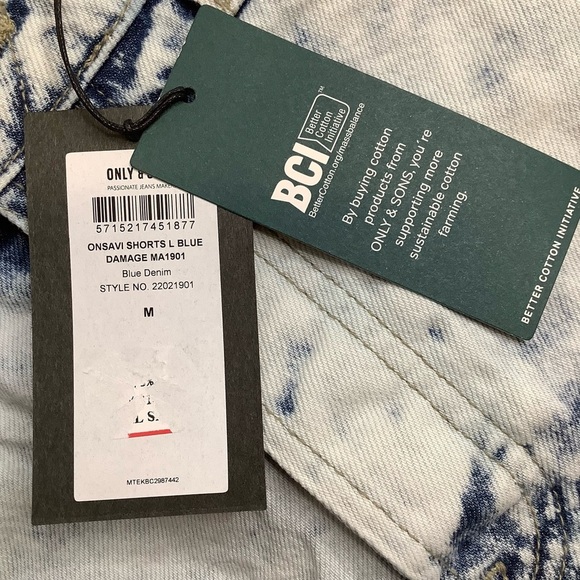 ONLY &
PASSIONATE JEANS
5715217451877
ONSAVI SHORTS L BLUE
DAMAGE MA1901
Blue Denim
STYLE NO. 22021901
M
MTEKBC2987442
BCI
Better
Cotton
Initiative
TM
BetterCotton.org/massbalance
By buying cotton
products from
ONLY & SONS, you´re
supporting more
sustainable cotton
farming.
BETTER COTTON INITIATIVE